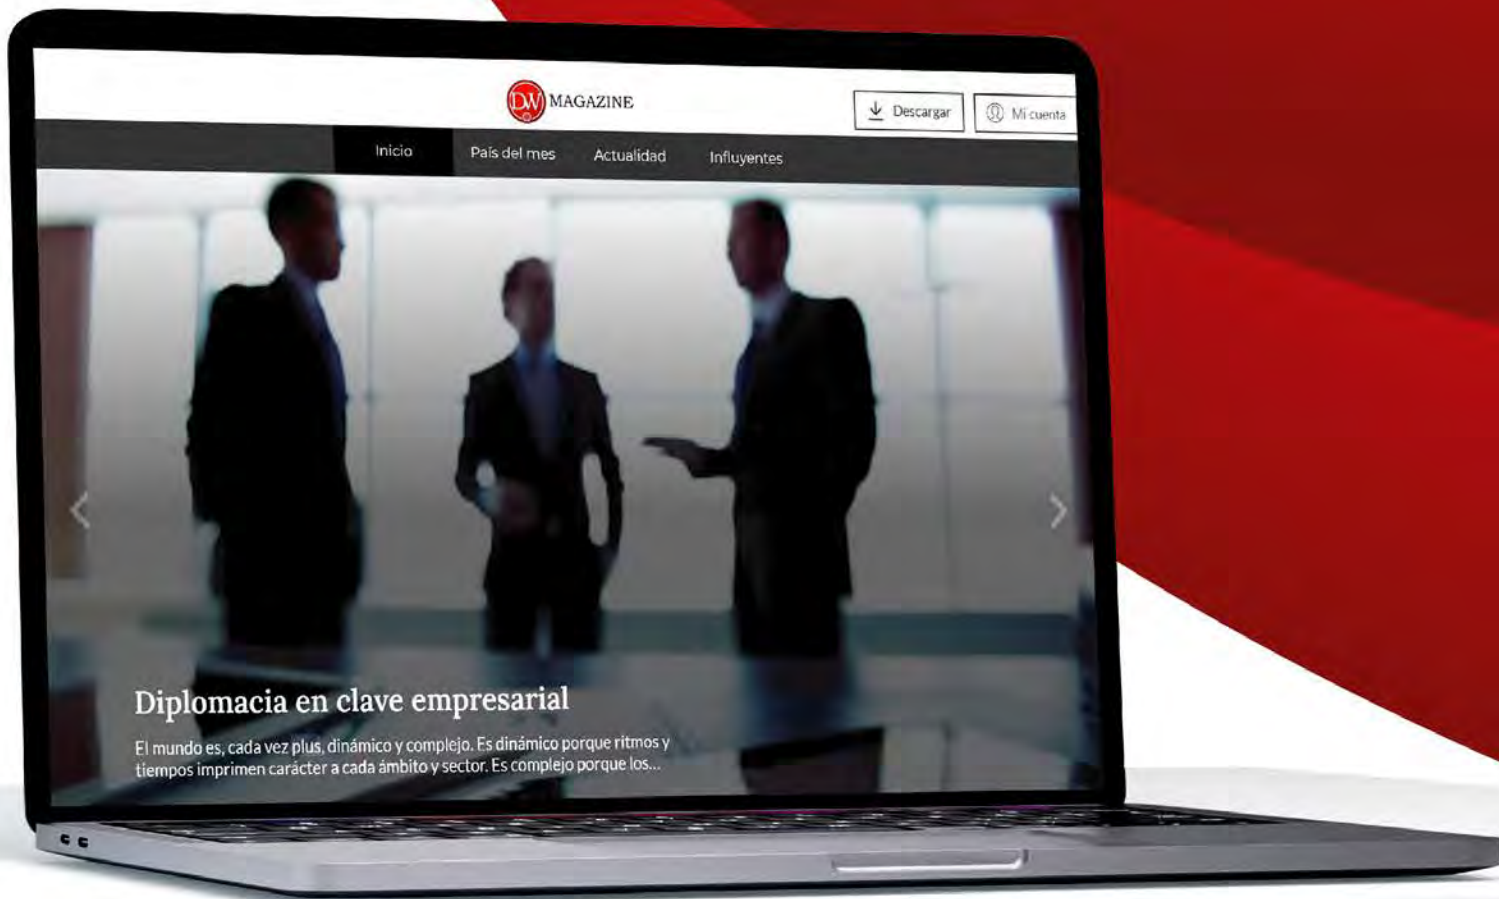 DW MAGAZINE
Descargar
Mi cuenta
Inicio
País del mes
Actualidad
Influyentes
Diplomacia en clave empresarial
El mundo es, cada vez plus, dinámico y complejo. Es dinámico porque ritmos y
tiempos imprimen carácter a cada ámbito y sector. Es complejo porque los...